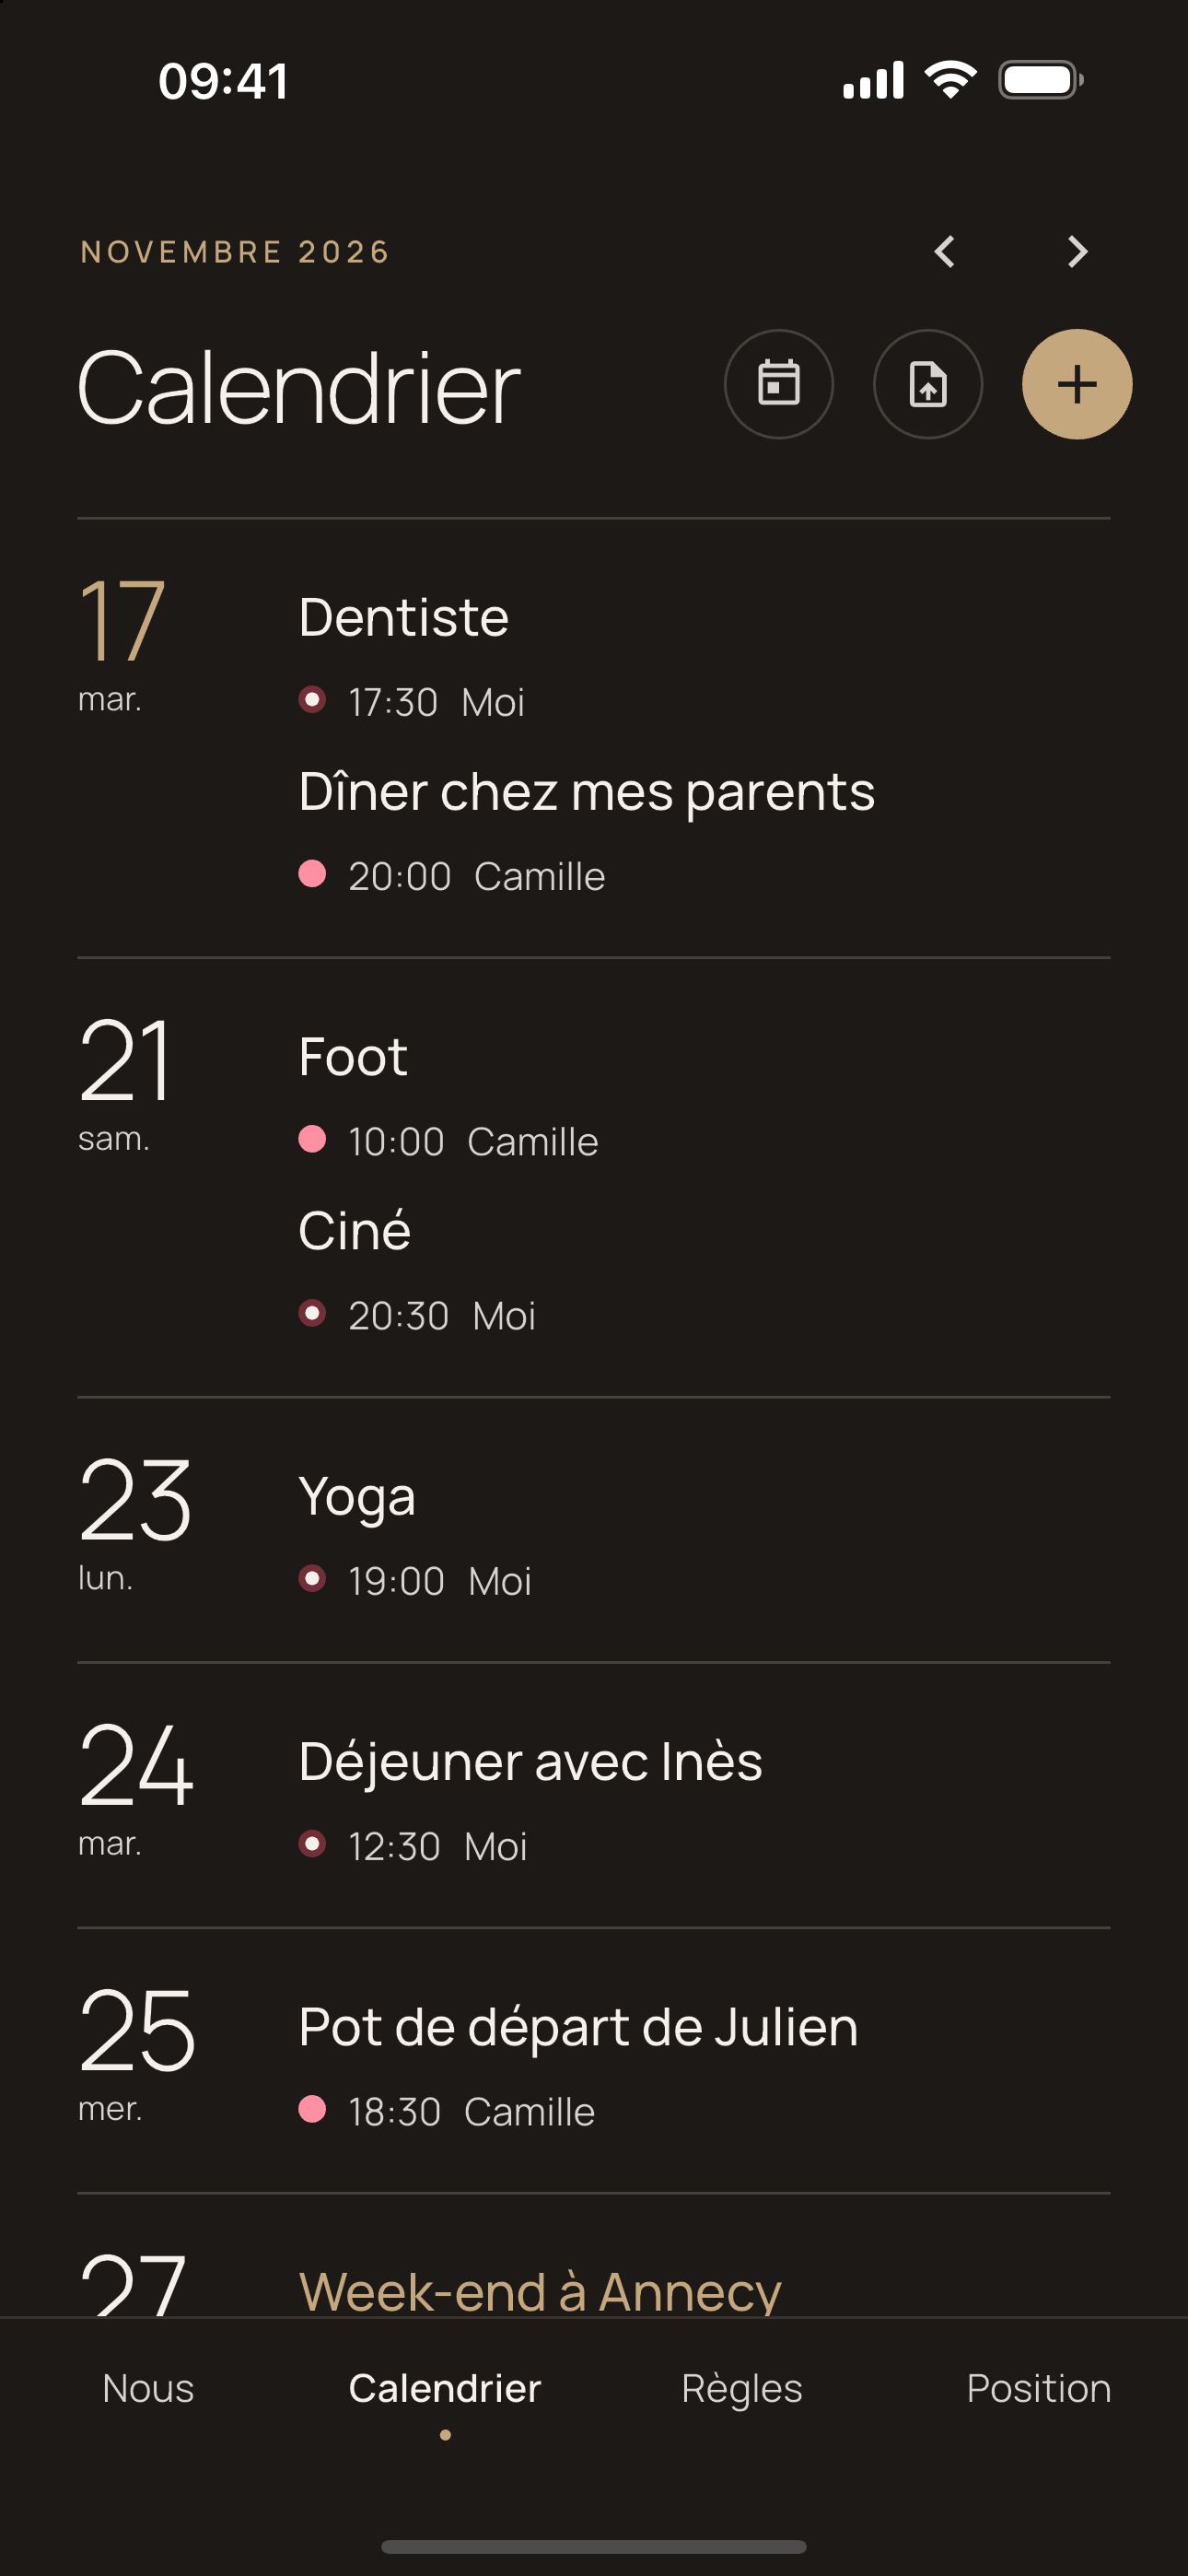 09:41
NOVEMBRE 2026
Calendrier
17
mar.
Dentiste
17:30 Moi
Dîner chez mes parents
20:00 Camille
21
sam.
Foot
10:00 Camille
Ciné
20:30 Moi
23
lun.
Yoga
19:00 Moi
24
mar.
Déjeuner avec Inès
12:30 Moi
25
mer.
Pot de départ de Julien
18:30 Camille
27
Week-end à Annecy
Nous
Calendrier
Règles
Position